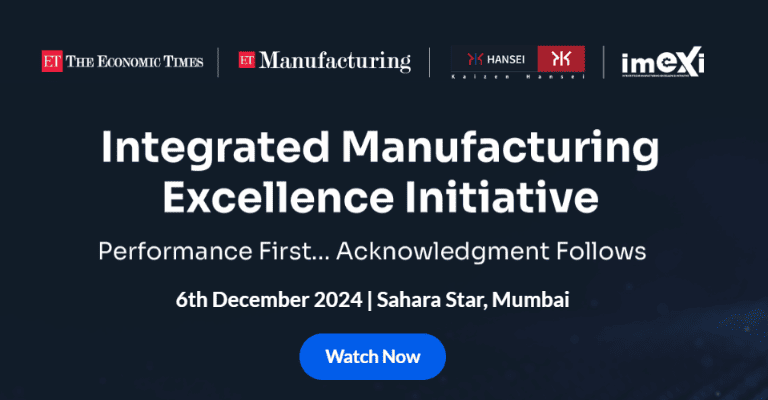 ET THE ECONOMIC TIMES
ET Manufacturing
HANSEI
Kaizen Hansei
imexi
Integrated Manufacturing
Excellence Initiative
Performance First... Acknowledgment Follows
6th December 2024 | Sahara Star, Mumbai
Watch Now